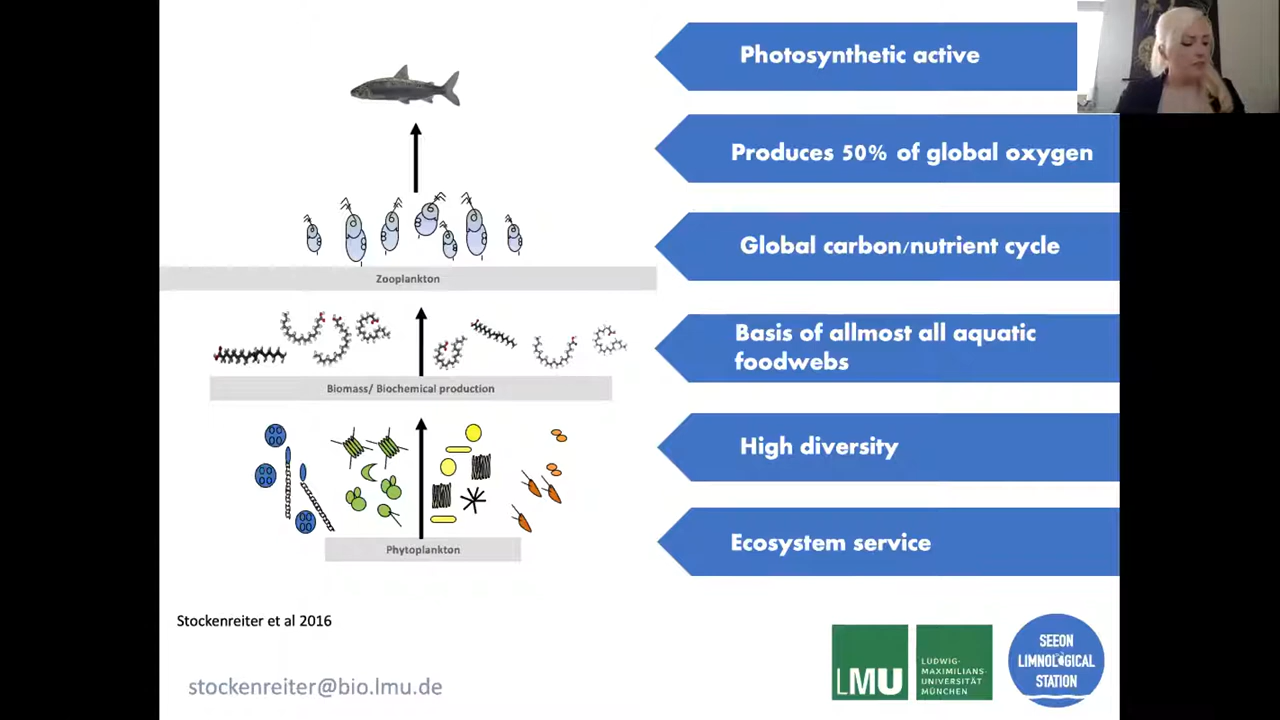 Photosynthetic active
Produces 50% of global oxygen
Global carbon/nutrient cycle
Basis of allmost all aquatic
foodwebs
High diversity
Ecosystem service
Zooplankton
Biomass/ Biochemical production
Phytoplankton
Stockenreiter et al 2016
stockenreiter@bio.lmu.de
LMU
LUDWIG-
MAXIMILIANS-
UNIVERSITÄT
MÜNCHEN
SEEON
LIMNOLOGICAL
STATION